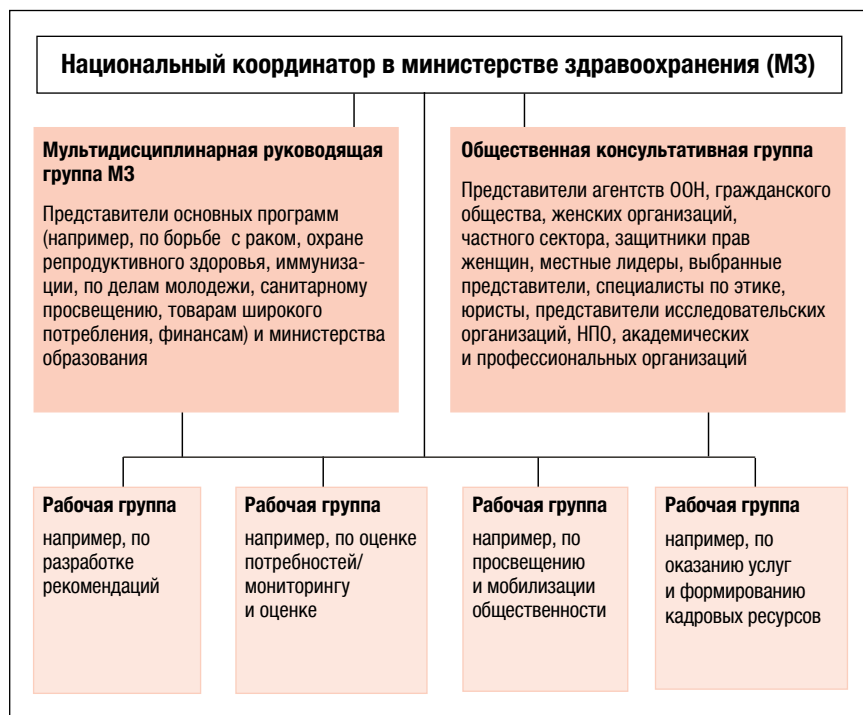 Национальный координатор в министерстве здравоохранения (МЗ)
Мультидисциплинарная руководящая
группа МЗ
Представители основных программ
(например, по борьбе с раком, охране
репродуктивного здоровья, иммуниза-
ции, по делам молодежи, санитарному
просвещению, товарам широкого
потребления, финансам) и министерства
образования
Общественная консультативная группа
Представители агентств ООН, гражданского
общества, женских организаций,
частного сектора, защитники прав
женщин, местные лидеры, выбранные
представители, специалисты по этике,
юристы, представители исследовательских
организаций, НПО, академических
и профессиональных организаций
Рабочая группа
например, по
разработке
рекомендаций
Рабочая группа
например, по оценке
потребностей/
мониторингу
и оценке
Рабочая группа
например, по
просвещению
и мобилизации
общественности
Рабочая группа
например, по
оказанию услуг
и формированию
кадровых ресурсов